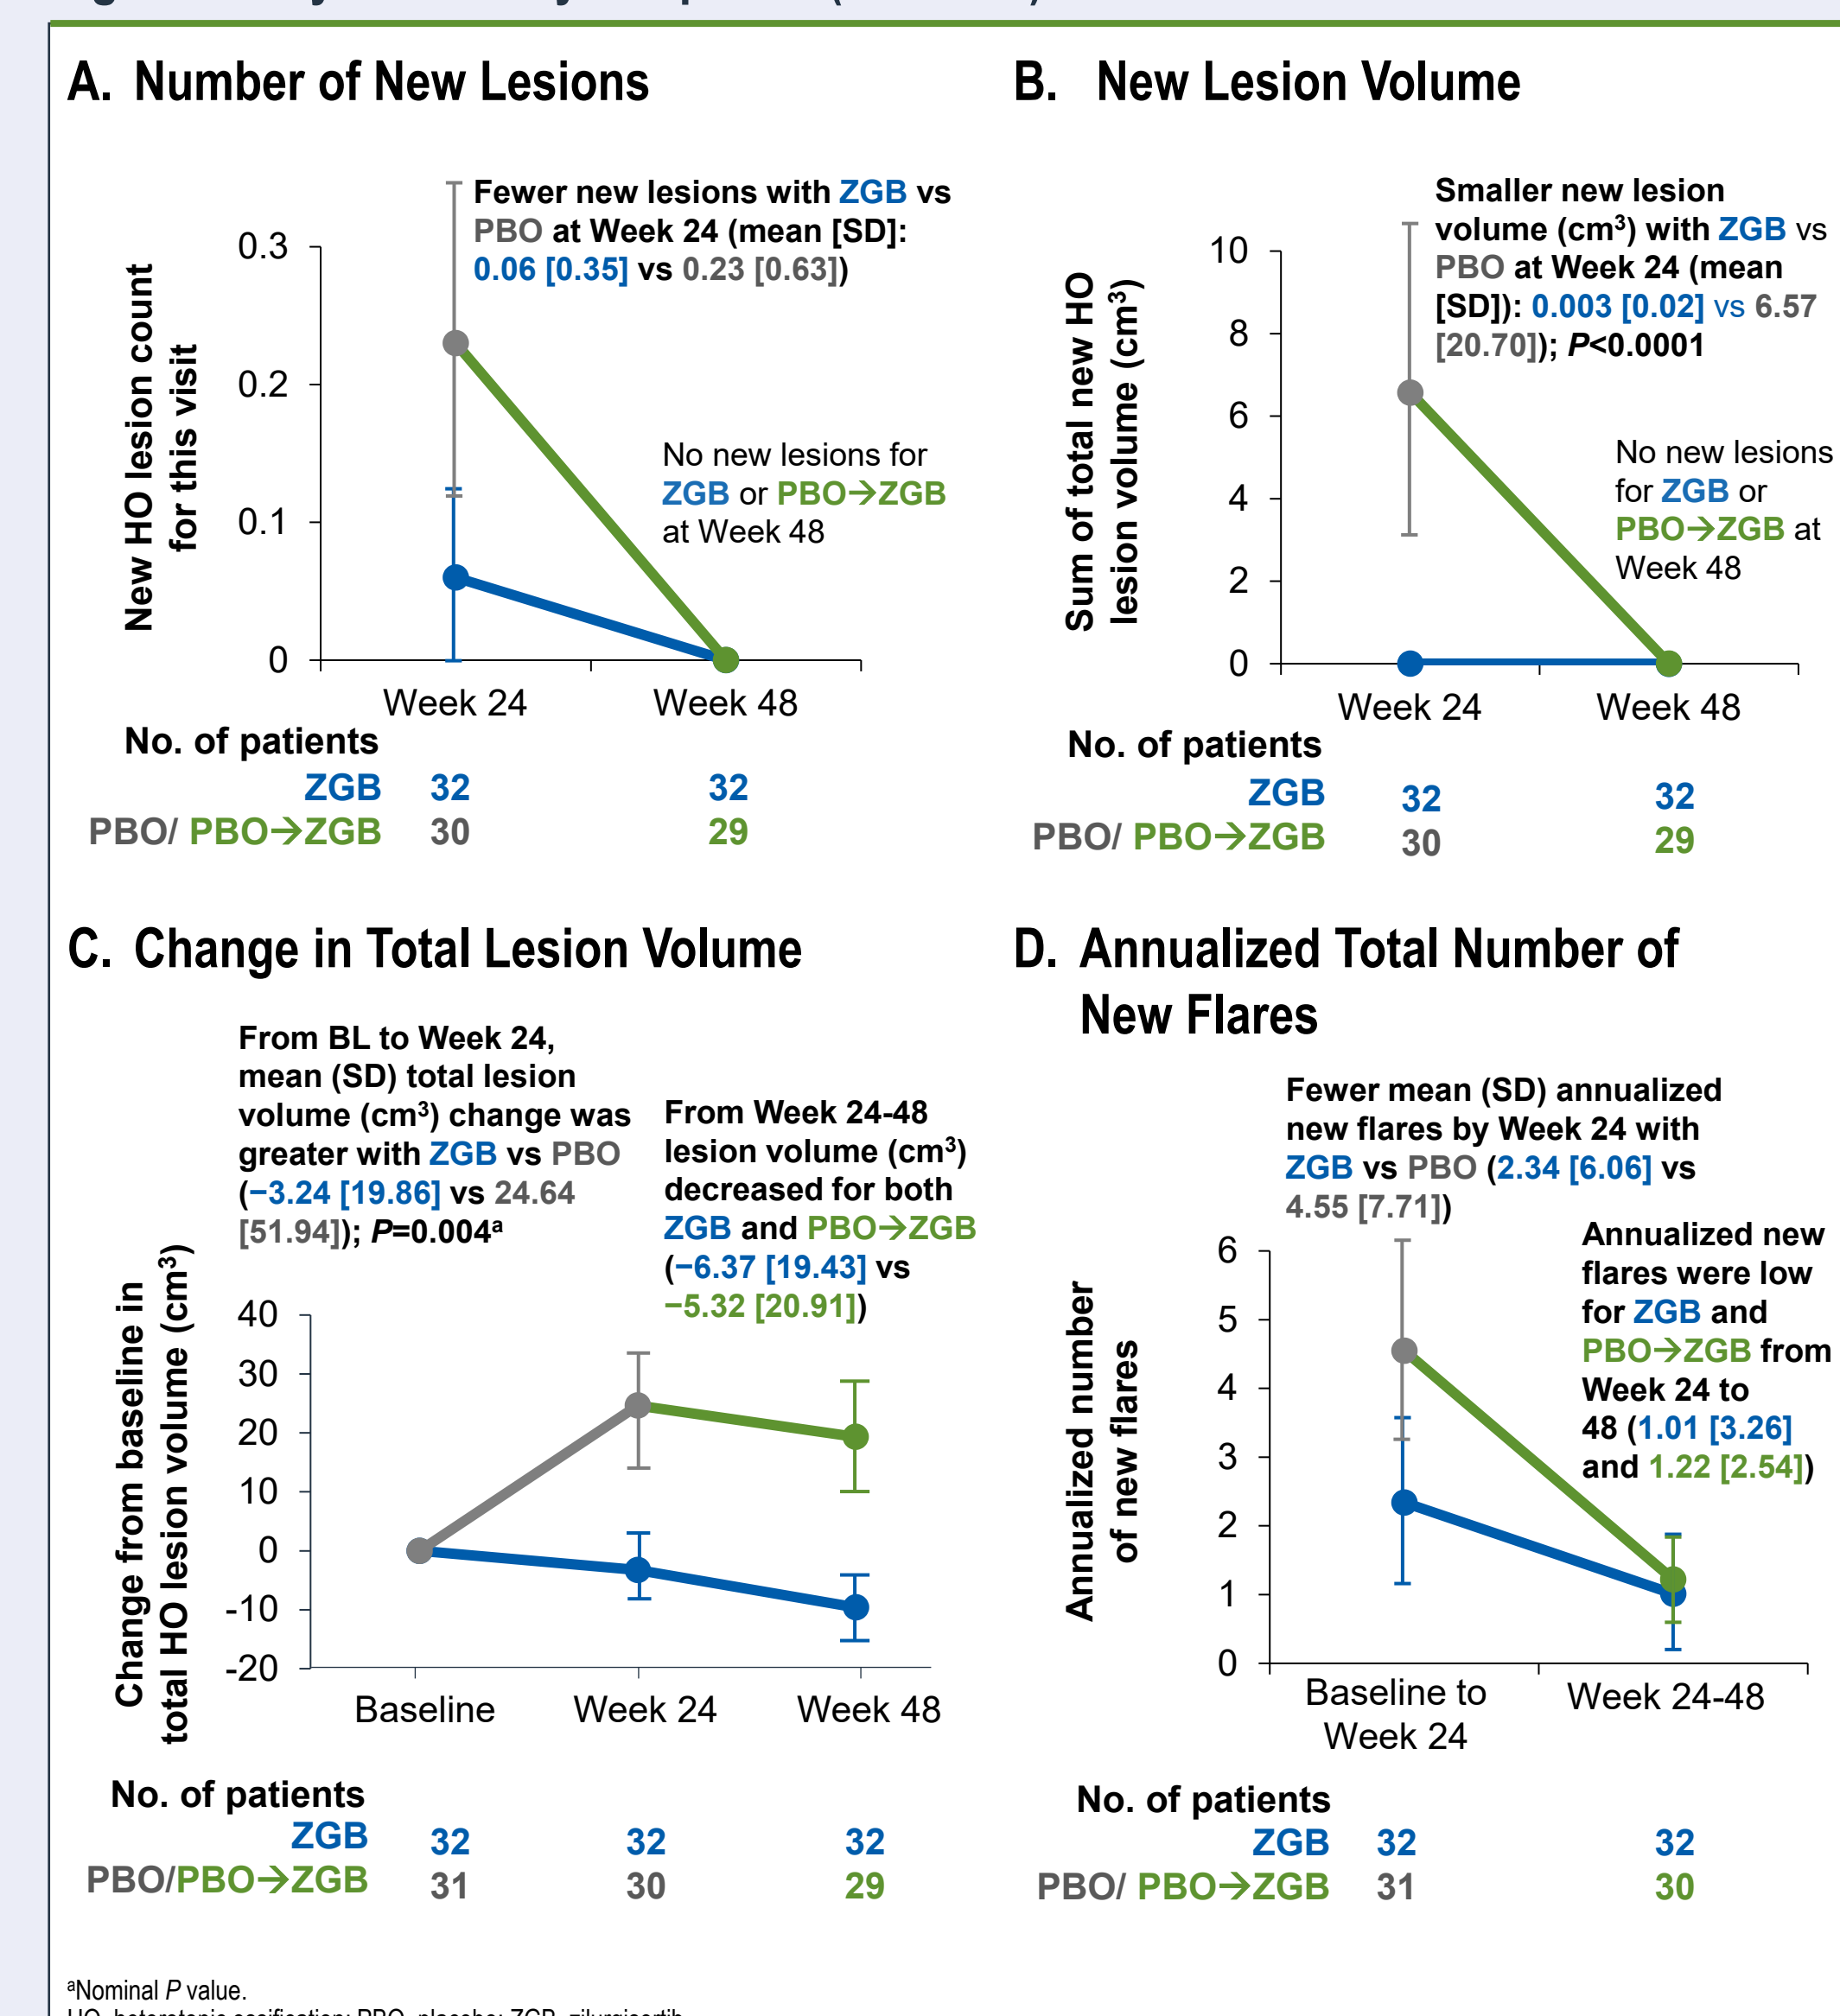 A. Number of New Lesions
Fewer new lesions with ZGB vs
PBO at Week 24 (mean [SD]:
0.06 [0.35] vs 0.23 [0.63])
New HO lesion count
for this visit
0.3
0.2
0.1
0
No new lesions for
ZGB or PBO→ZGB
at Week 48
Week 24 Week 48
No. of patients
ZGB 32 32
PBO/ PBO→ZGB 30 29
B. New Lesion Volume
Smaller new lesion
volume (cm³) with ZGB vs
PBO at Week 24 (mean
[SD]): 0.003 [0.02] vs 6.57
[20.70]); P<0.0001
Sum of total new HO
lesion volume (cm³)
10
8
6
4
2
0
No new lesions
for ZGB or
PBO→ZGB at
Week 48
Week 24 Week 48
No. of patients
ZGB 32 32
PBO/ PBO→ZGB 30 29
C. Change in Total Lesion Volume
From BL to Week 24,
mean (SD) total lesion
volume (cm³) change was
greater with ZGB vs PBO
(−3.24 [19.86] vs 24.64
[51.94]); P=0.004ᵃ
From Week 24-48
lesion volume (cm³)
decreased for both
ZGB and PBO→ZGB
(−6.37 [19.43] vs
−5.32 [20.91])
Change from baseline in
total HO lesion volume (cm³)
40
30
20
10
0
-10
-20
Baseline Week 24 Week 48
No. of patients
ZGB 32 32 32
PBO/PBO→ZGB 31 30 29
D. Annualized Total Number of
New Flares
Fewer mean (SD) annualized
new flares by Week 24 with
ZGB vs PBO (2.34 [6.06] vs
4.55 [7.71])
Annualized new
flares were low
for ZGB and
PBO→ZGB from
Week 24 to
48 (1.01 [3.26]
and 1.22 [2.54])
Annualized number
of new flares
6
5
4
3
2
1
0
Baseline to
Week 24
Week 24-48
No. of patients
ZGB 32 32
PBO/ PBO→ZGB 31 30
ᵃNominal P value.